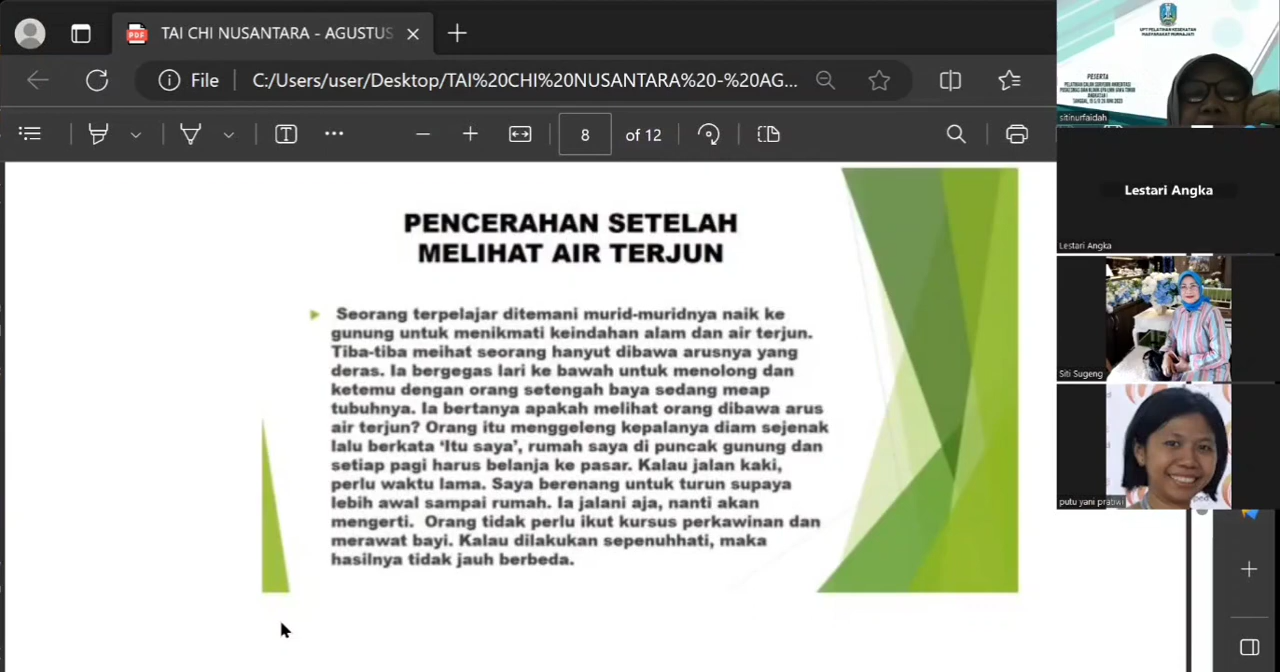 TAI CHI NUSANTARA - AGUSTUS
File
C:/Users/user/Desktop/TAI%20CHI%20NUSANTARA%20-%20AG...
8 of 12
PENCERAHAN SETELAH
MELIHAT AIR TERJUN
Seorang terpelajar ditemani murid-muridnya naik ke
gunung untuk menikmati keindahan alam dan air terjun.
Tiba-tiba meihat seorang hanyut dibawa arusnya yang
deras. Ia bergegas lari ke bawah untuk menolong dan
ketemu dengan orang setengah baya sedang meap
tubuhnya. Ia bertanya apakah melihat orang dibawa arus
air terjun? Orang itu menggeleng kepalanya diam sejenak
lalu berkata ‘Itu saya’, rumah saya di puncak gunung dan
setiap pagi harus belanja ke pasar. Kalau jalan kaki,
perlu waktu lama. Saya berenang untuk turun supaya
lebih awal sampai rumah. Ia jalani aja, nanti akan
mengerti. Orang tidak perlu ikut kursus perkawinan dan
merawat bayi. Kalau dilakukan sepenuhhati, maka
hasilnya tidak jauh berbeda.
UPT PELATIHAN KESEHATAN
MASYARAKAT MURNAJATI
PESERTA
sitinurfaidah
Lestari Angka
Lestari Angka
Siti Sugeng
putu yani pratiwi